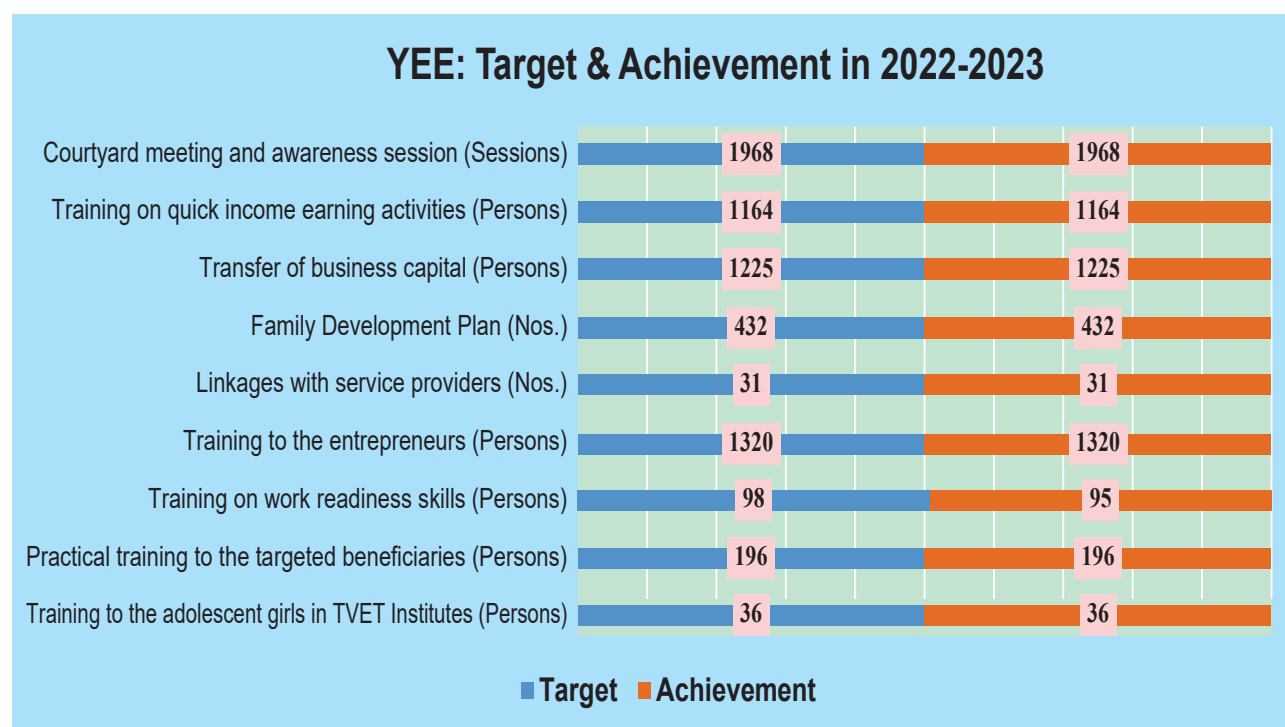 YEE: Target & Achievement in 2022-2023
Courtyard meeting and awareness session (Sessions) 1968 1968
Training on quick income earning activities (Persons) 1164 1164
Transfer of business capital (Persons) 1225 1225
Family Development Plan (Nos.) 432 432
Linkages with service providers (Nos.) 31 31
Training to the entrepreneurs (Persons) 1320 1320
Training on work readiness skills (Persons) 98 95
Practical training to the targeted beneficiaries (Persons) 196 196
Training to the adolescent girls in TVET Institutes (Persons) 36 36
Target Achievement